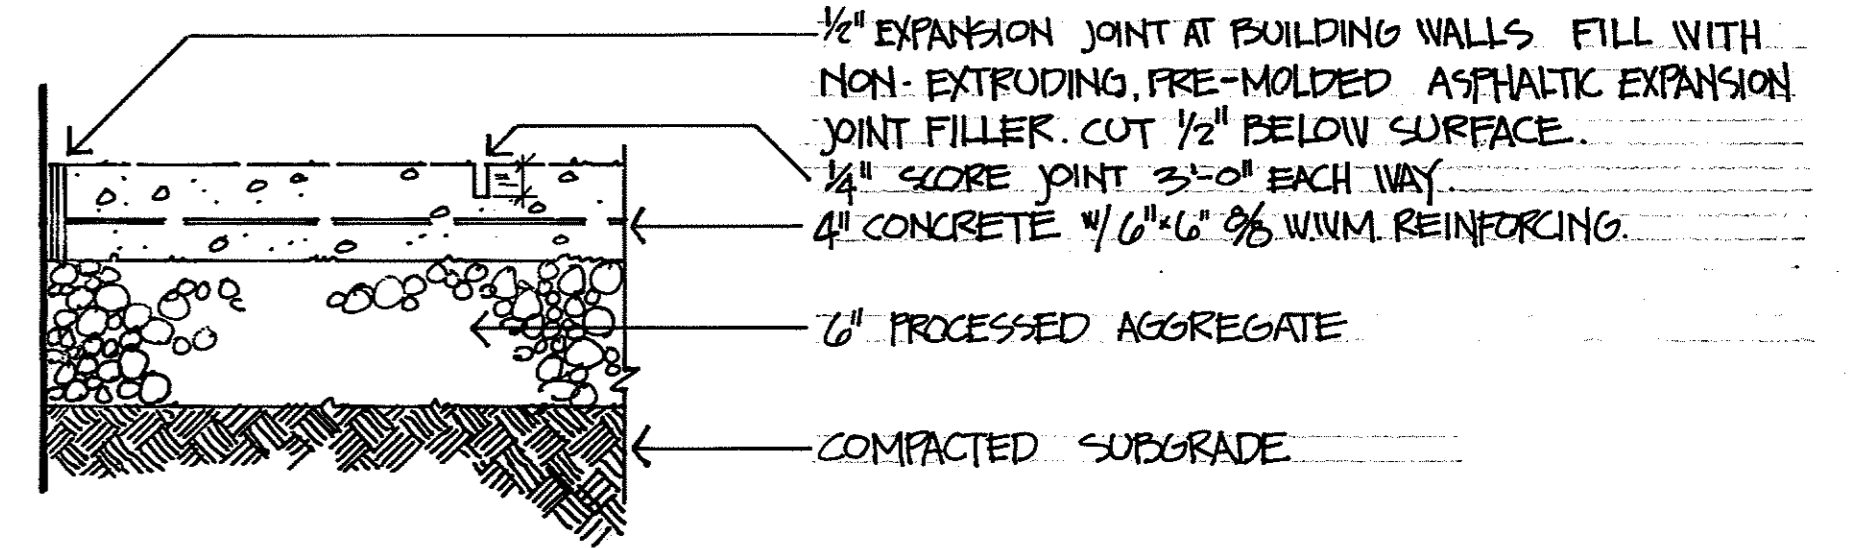 1/2" EXPANSION JOINT AT BUILDING WALLS FILL WITH
NON-EXTRUDING, PRE-MOLDED ASPHALTIC EXPANSION
JOINT FILLER. CUT 1/2" BELOW SURFACE.
1/4" SCORE JOINT 3'-0" EACH WAY.
4" CONCRETE W/ 6"x6" 8/8 W.W.M. REINFORCING.
6" PROCESSED AGGREGATE
COMPACTED SUBGRADE